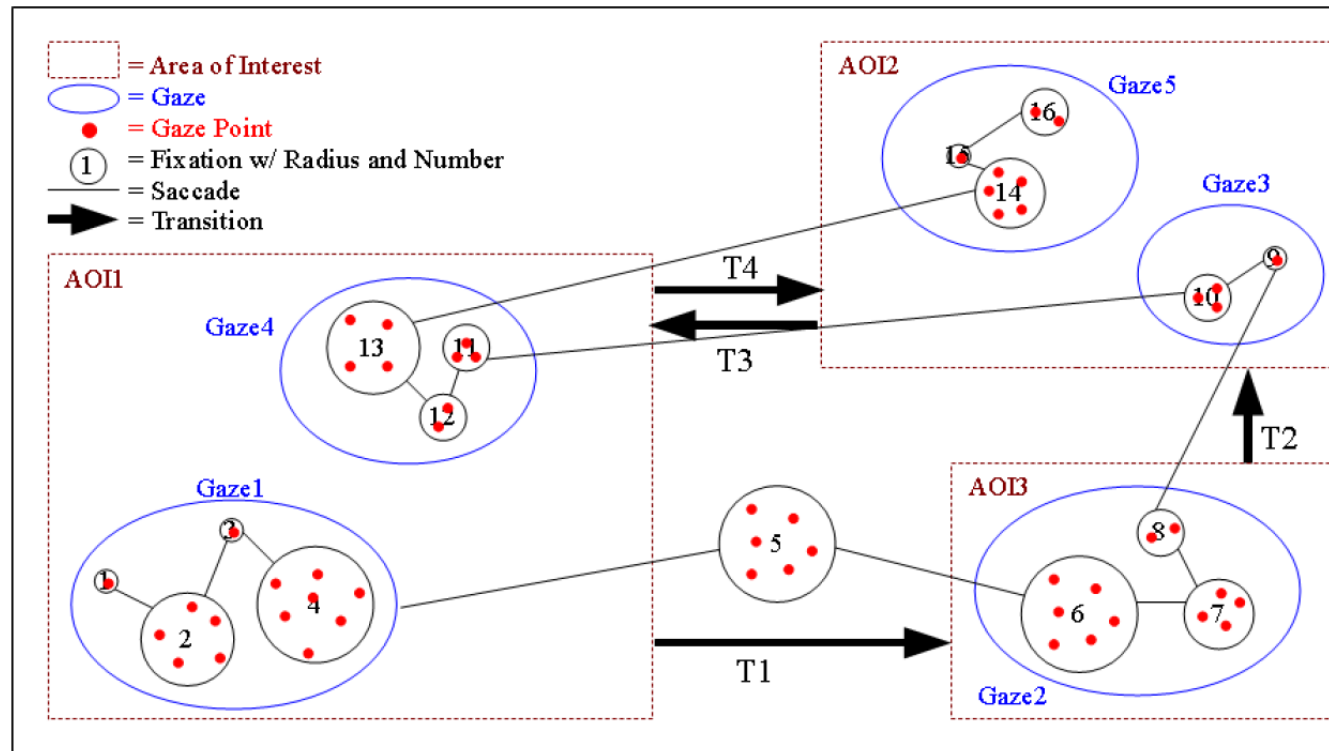 = Area of Interest
= Gaze
= Gaze Point
1 = Fixation w/ Radius and Number
= Saccade
= Transition
AOI2
Gaze5
16
15
14
Gaze3
9
10
AOI1
T4
Gaze4
13
11
T3
12
T2
Gaze1
AOI3
3
5
8
1
4
6
7
2
T1
Gaze2